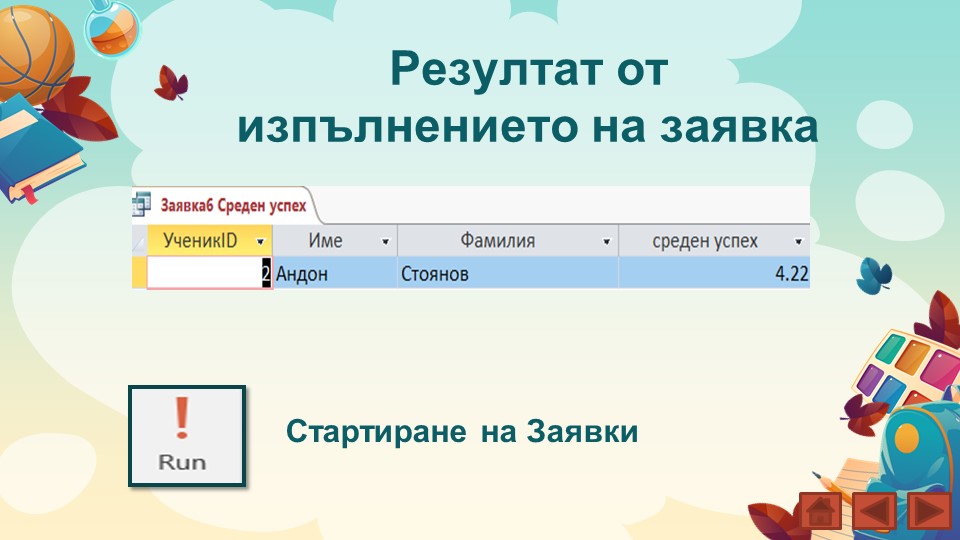 Резултат от
изпълнението на заявка
Заявка6 Среден успех
УченикID Име Фамилия среден успех
2 Андон Стоянов 4.22
Run
Стартиране на Заявки